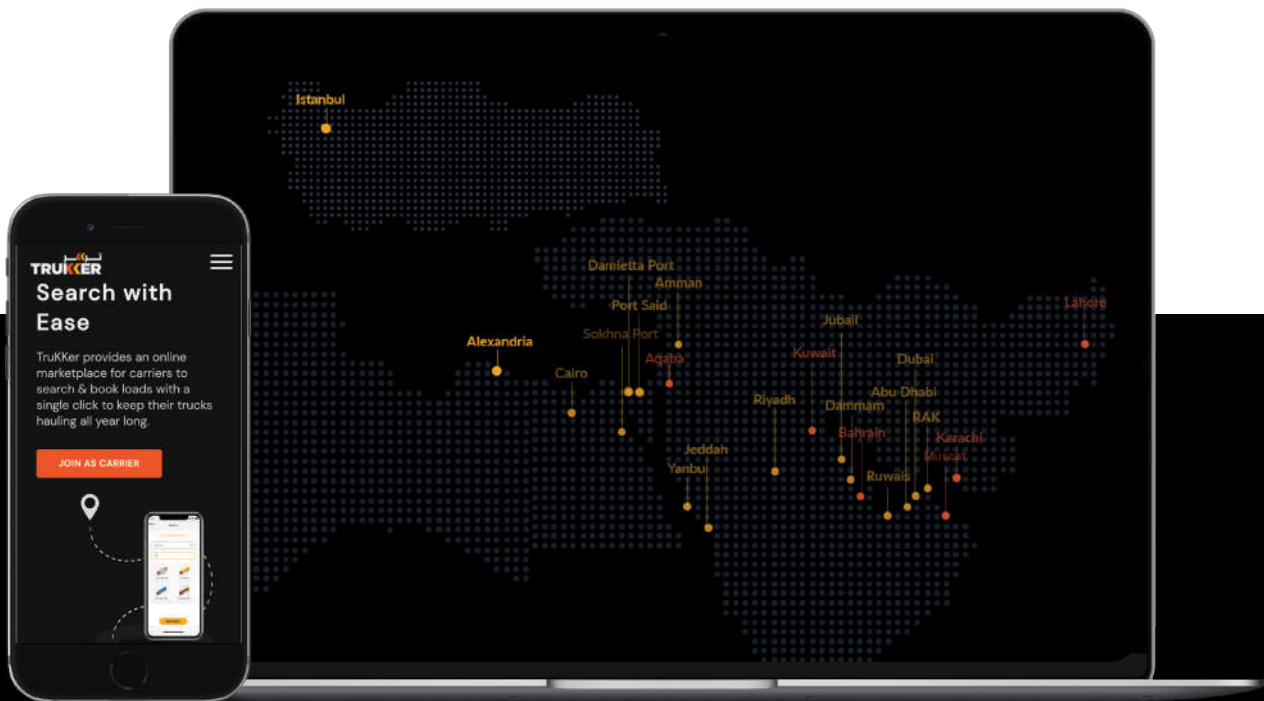 Istanbul
Damietta Port
Amman
Port Said
Sokhna Port
Alexandria
Cairo
Aqaba
Lahore
Jubail
Kuwait
Dubai
Abu Dhabi
Riyadh
Dammam
RAK
Bahrain
Karachi
Muscat
Jeddah
Yanbu
Ruwais
تركر
TRUKKER
Search with
Ease
TruKKer provides an online
marketplace for carriers to
search & book loads with a
single click to keep their trucks
hauling all year long.
JOIN AS CARRIER